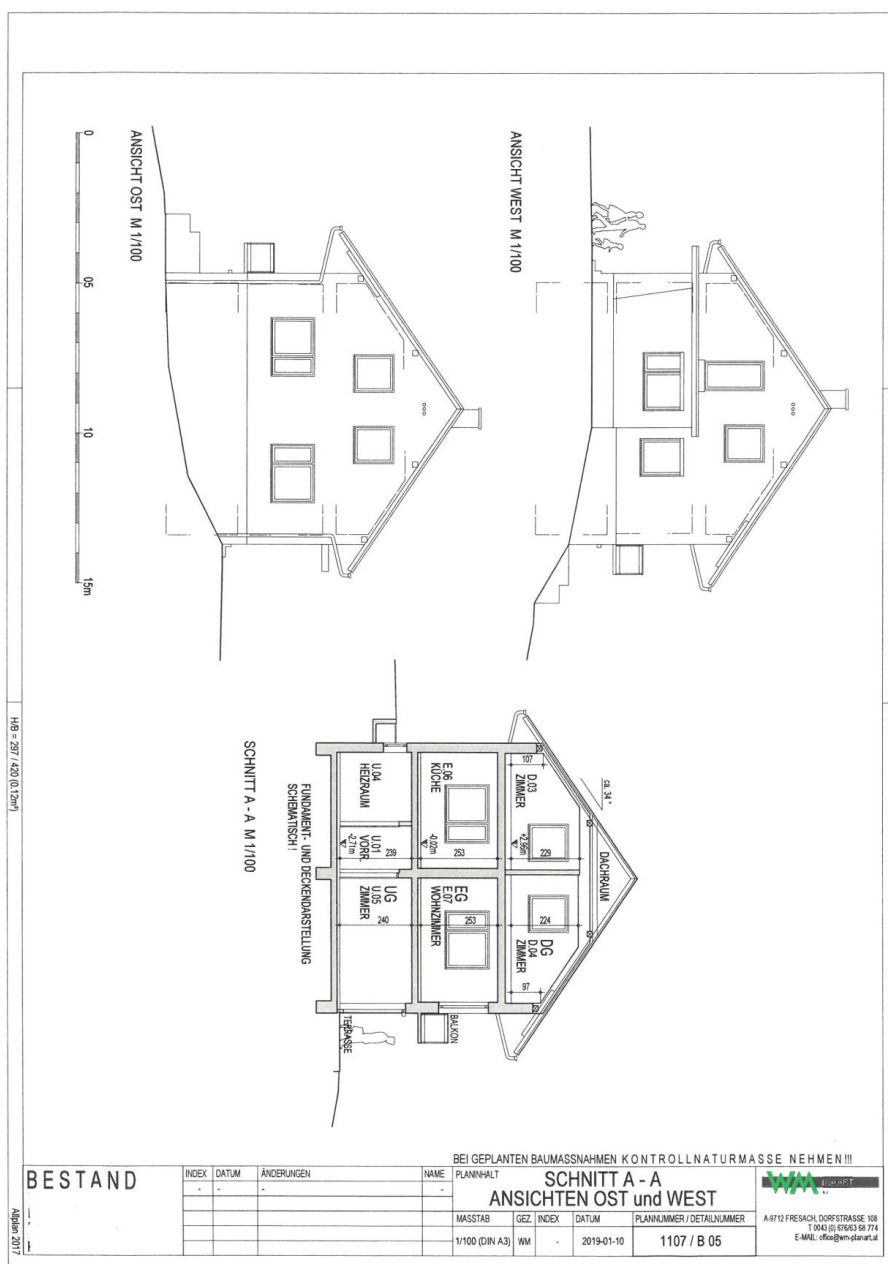 ANSICHT OST M 1/100
0
05
10
15m
ANSICHT WEST M 1/100
SCHNITT A - A M 1/100
FUNDAMENT- UND DECKENDARSTELLUNG
SCHEMATISCH !
ca. 34°
DACHRAUM
107
D.03
ZIMMER
+2.96m
229
224
DG
D.04
ZIMMER
97
E.06
KÜCHE
-0.02m
253
EG
E.07
WOHNZIMMER
253
BALKON
U.04
HEIZRAUM
U.01
VORR.
-2.71m
239
UG
U.05
ZIMMER
240
TERRASSE
H/B = 297 / 420 (0.12m²)
Allplan 2017
BEI GEPLANTEN BAUMASSNAHMEN KONTROLLNATURMASSE NEHMEN!!!
BESTAND
INDEX DATUM ÄNDERUNGEN NAME
- - - -
PLANINHALT
SCHNITT A - A
ANSICHTEN OST und WEST
MASSTAB GEZ. INDEX DATUM PLANNUMMER / DETAILNUMMER
1/100 (DIN A3) WM - 2019-01-10 1107 / B 05
WM planART
A-9712 FRESACH, DORFSTRASSE 108
T 0043 (0) 676/63 68 774
E-MAIL: office@wm-planart.at